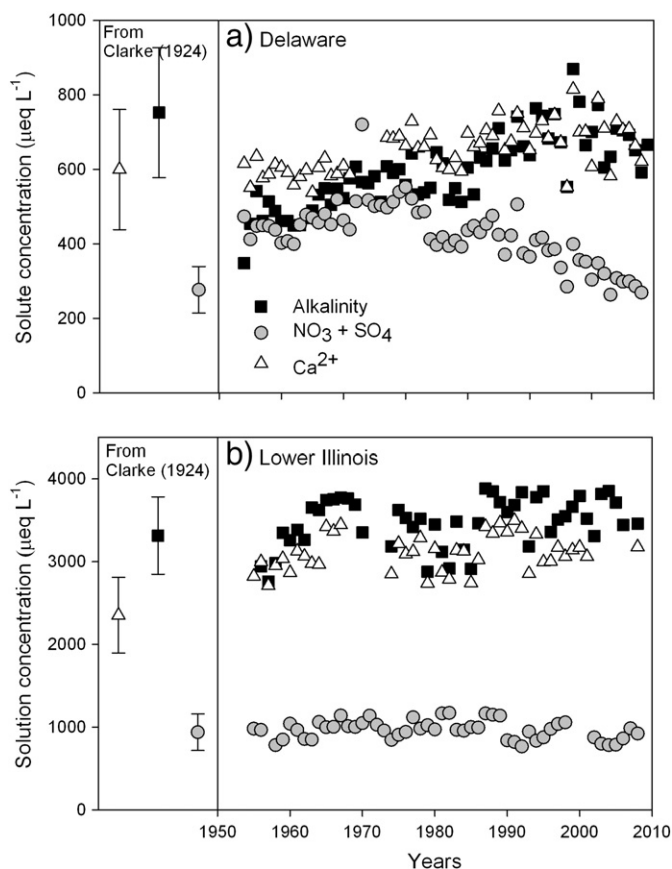 From
Clarke (1924)
a) Delaware
1000
800
600
400
200
0
Solute concentration (µeq L-1)
Alkalinity
NO3 + SO4
Ca2+
From
Clarke (1924)
b) Lower Illinois
4000
3000
2000
1000
0
Solution concentration (µeq L-1)
1950 1960 1970 1980 1990 2000 2010
Years